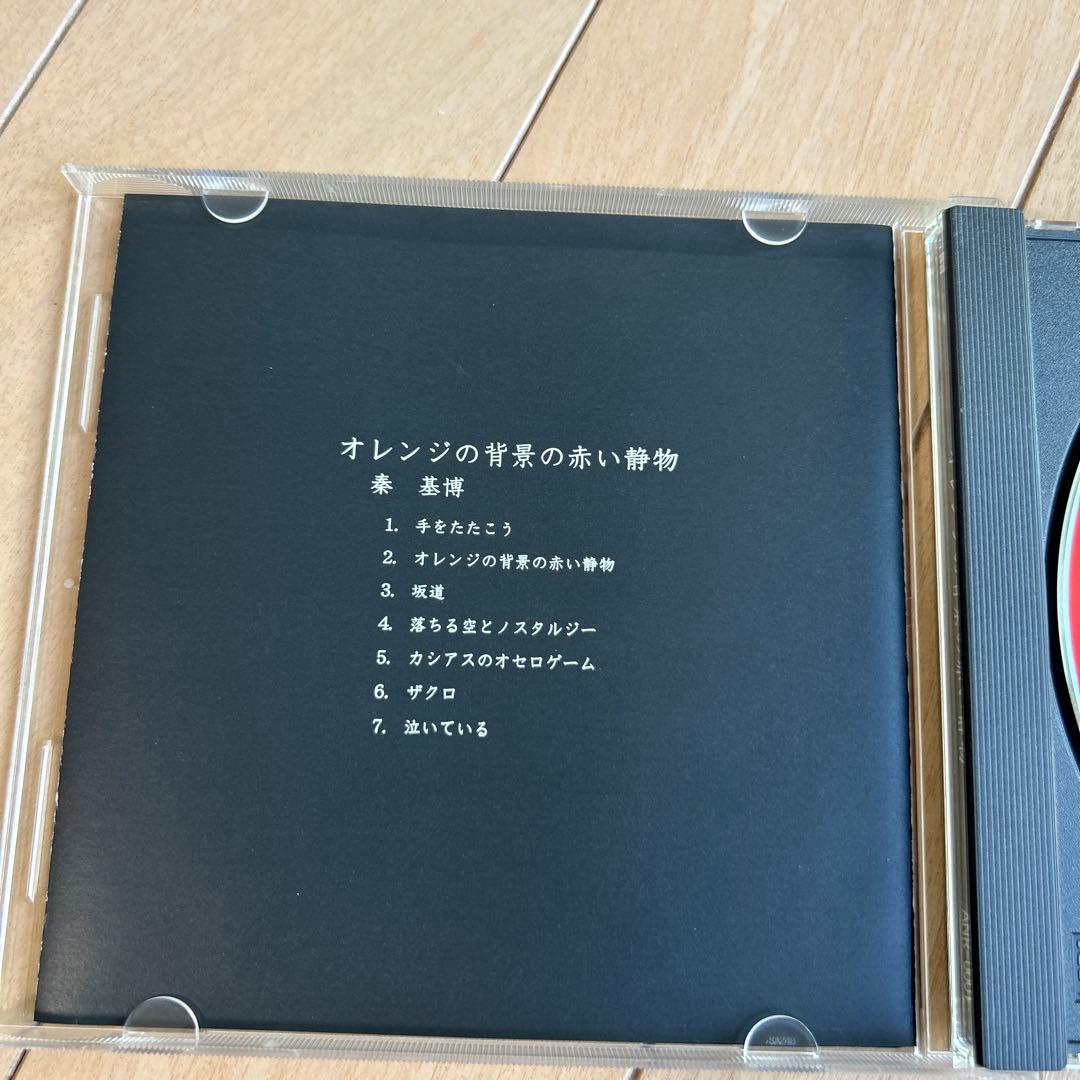 オレンジの背景の赤い静物
秦 基博
1. 手をたたこう
2. オレンジの背景の赤い静物
3. 坂道
4. 落ちる空とノスタルジー
5. カシアスのオセロゲーム
6. ザクロ
7. 泣いている